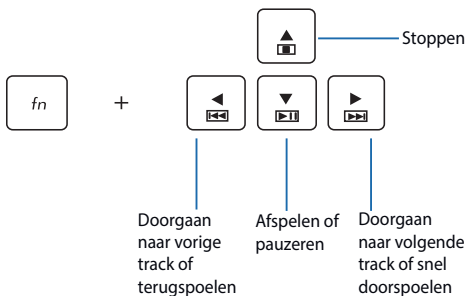 Stoppen
fn
+
Doorgaan
naar vorige
track of
terugspoelen
Afspelen of
pauzeren
Doorgaan
naar volgende
track of snel
doorspoelen